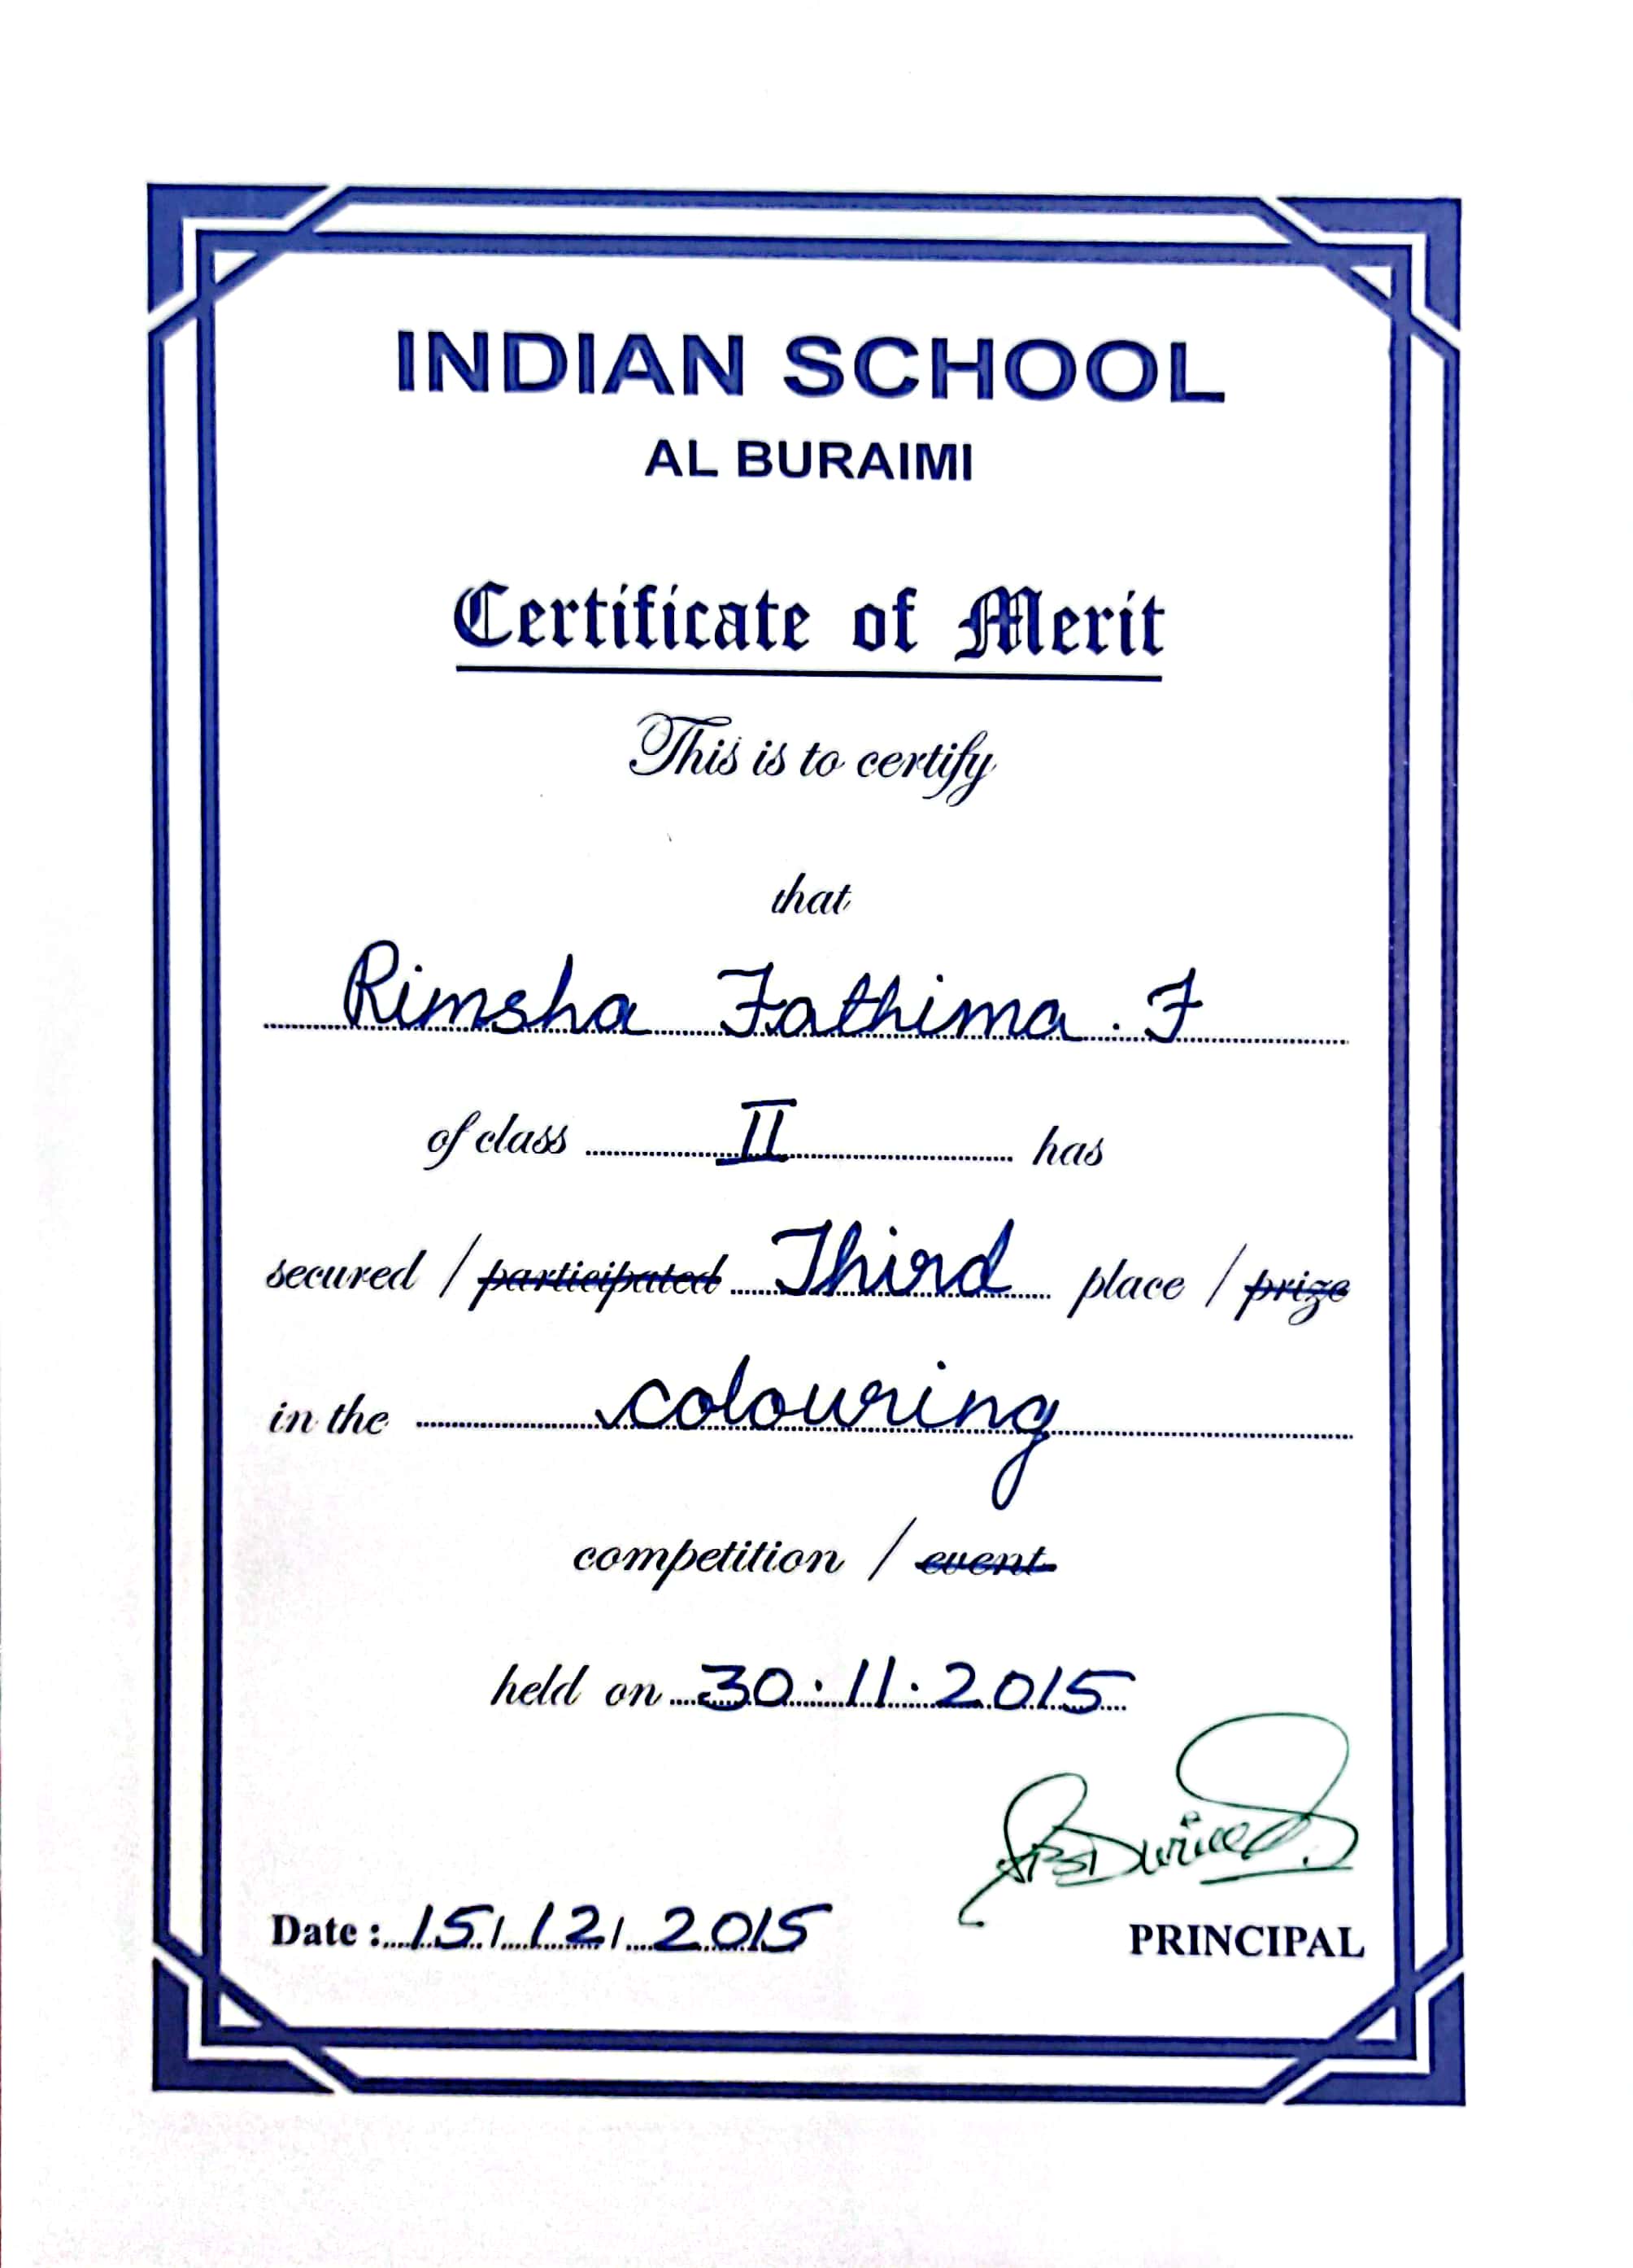 INDIAN SCHOOL
AL BURAIMI
Certificate of Merit
This is to certify
that
Rimsha Fathima . F
of class II has
secured / participated Third place / prize
in the colouring
competition / event
held on 30.11.2015
Date : 15/12/2015 PRINCIPAL